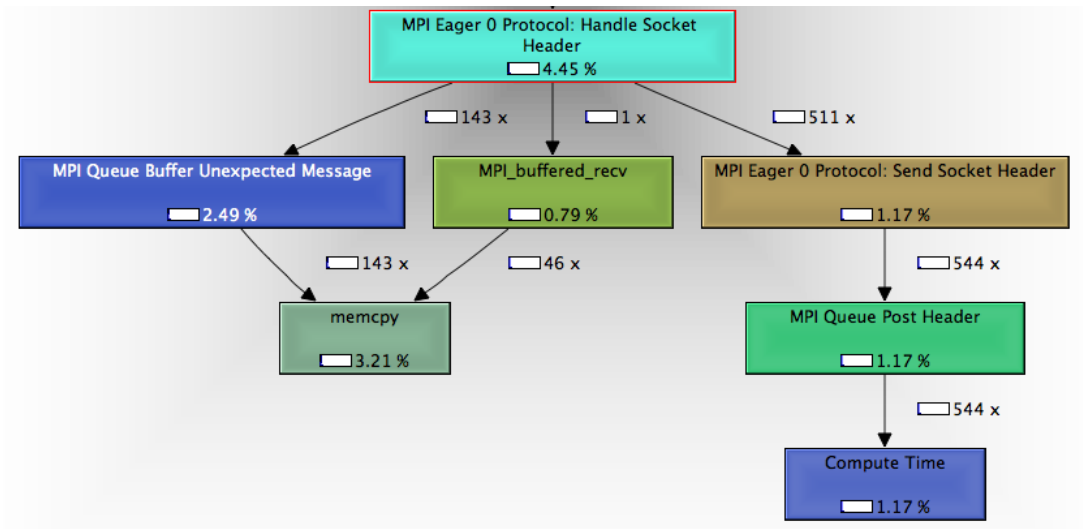 MPI Eager 0 Protocol: Handle Socket
Header
4.45 %
143 x
1 x
511 x
MPI Queue Buffer Unexpected Message
2.49 %
MPI_buffered_recv
0.79 %
MPI Eager 0 Protocol: Send Socket Header
1.17 %
143 x
46 x
544 x
memcpy
3.21 %
MPI Queue Post Header
1.17 %
544 x
Compute Time
1.17 %